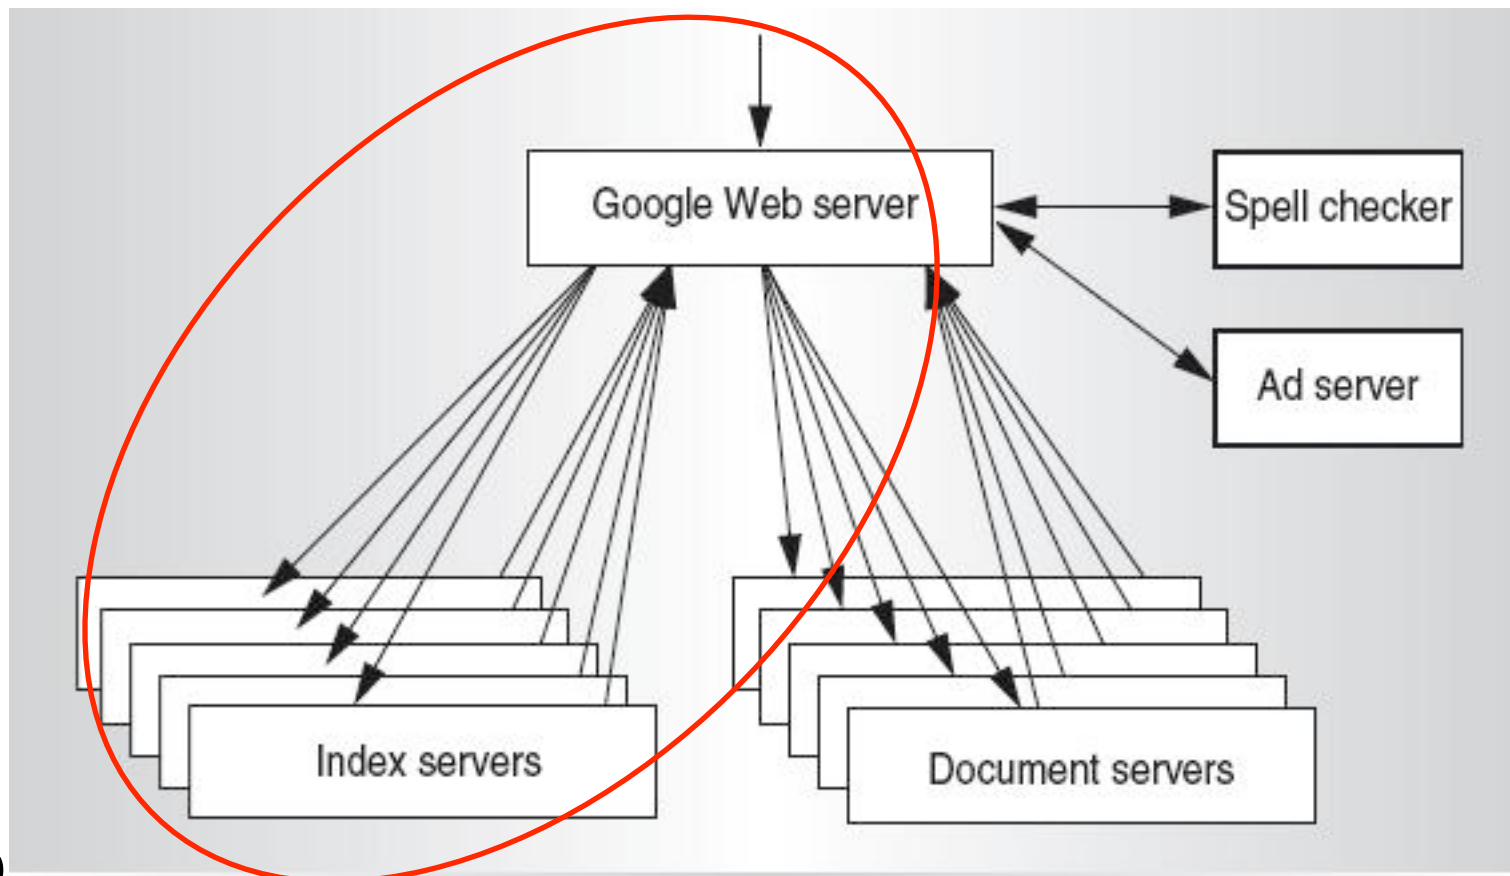 Google Web server
Spell checker
Ad server
Index servers
Document servers